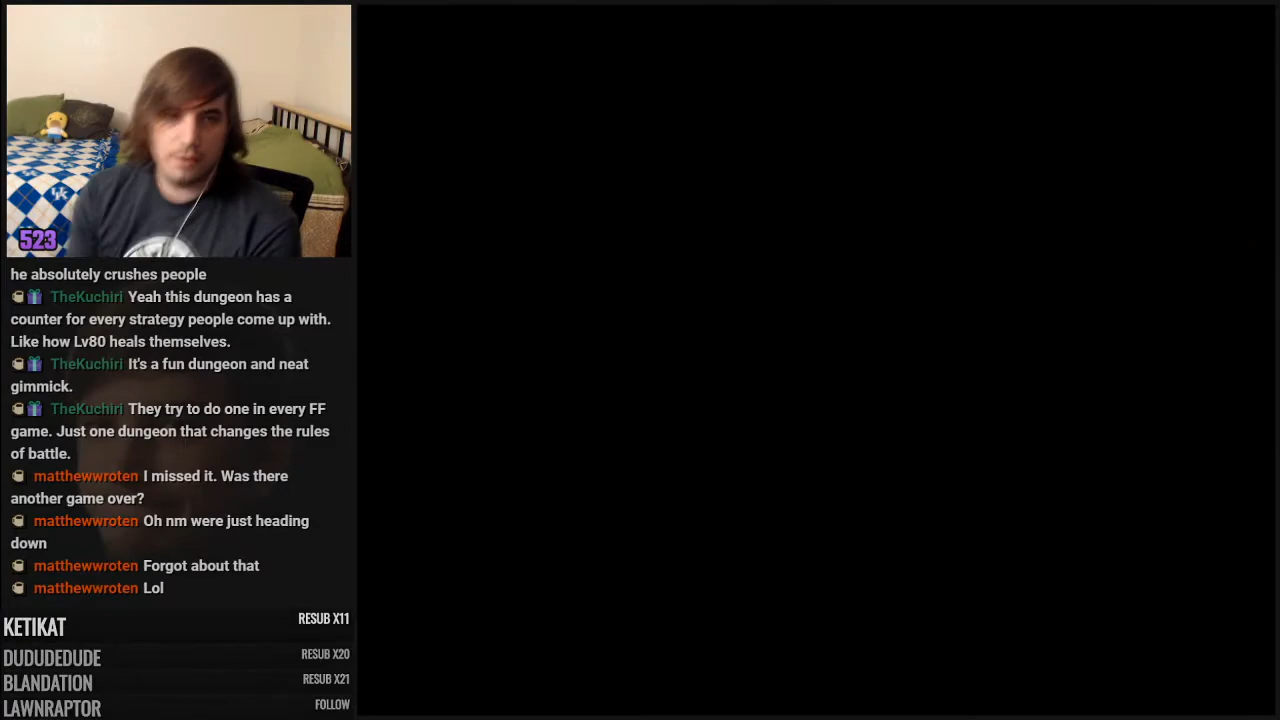 UK
523
he absolutely crushes people
TheKuchiri Yeah this dungeon has a
counter for every strategy people come up with.
Like how Lv80 heals themselves.
TheKuchiri It's a fun dungeon and neat
gimmick.
TheKuchiri They try to do one in every FF
game. Just one dungeon that changes the rules
of battle.
matthewwroten I missed it. Was there
another game over?
matthewwroten Oh nm were just heading
down
matthewwroten Forgot about that
matthewwroten Lol
KETIKAT RESUB X11
DUDUDEDUDE RESUB X20
BLANDATION RESUB X21
LAWNRAPTOR FOLLOW